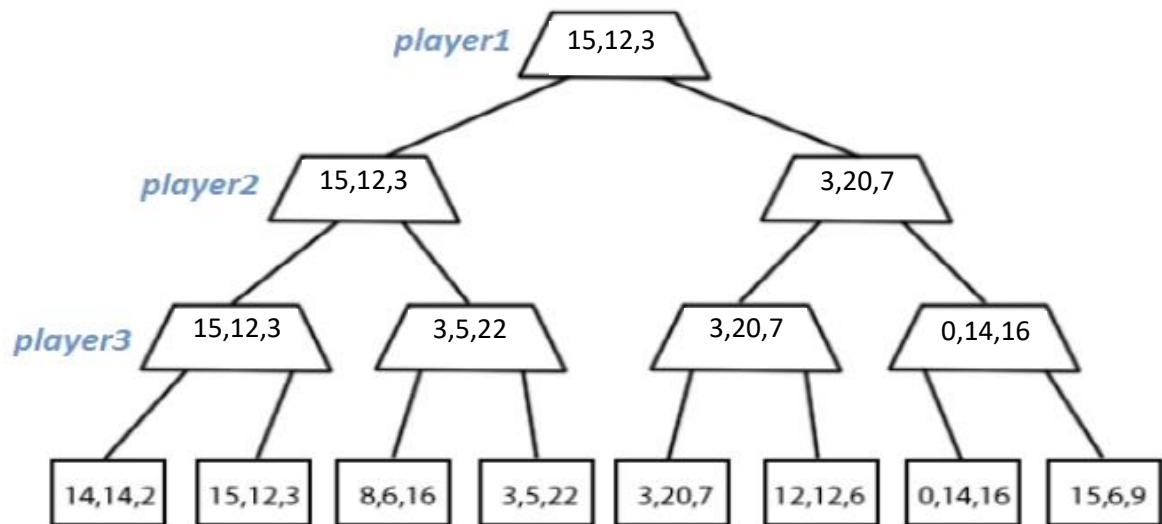 player1 15,12,3
player2 15,12,3 3,20,7
player3 15,12,3 3,5,22 3,20,7 0,14,16
14,14,2 15,12,3 8,6,16 3,5,22 3,20,7 12,12,6 0,14,16 15,6,9